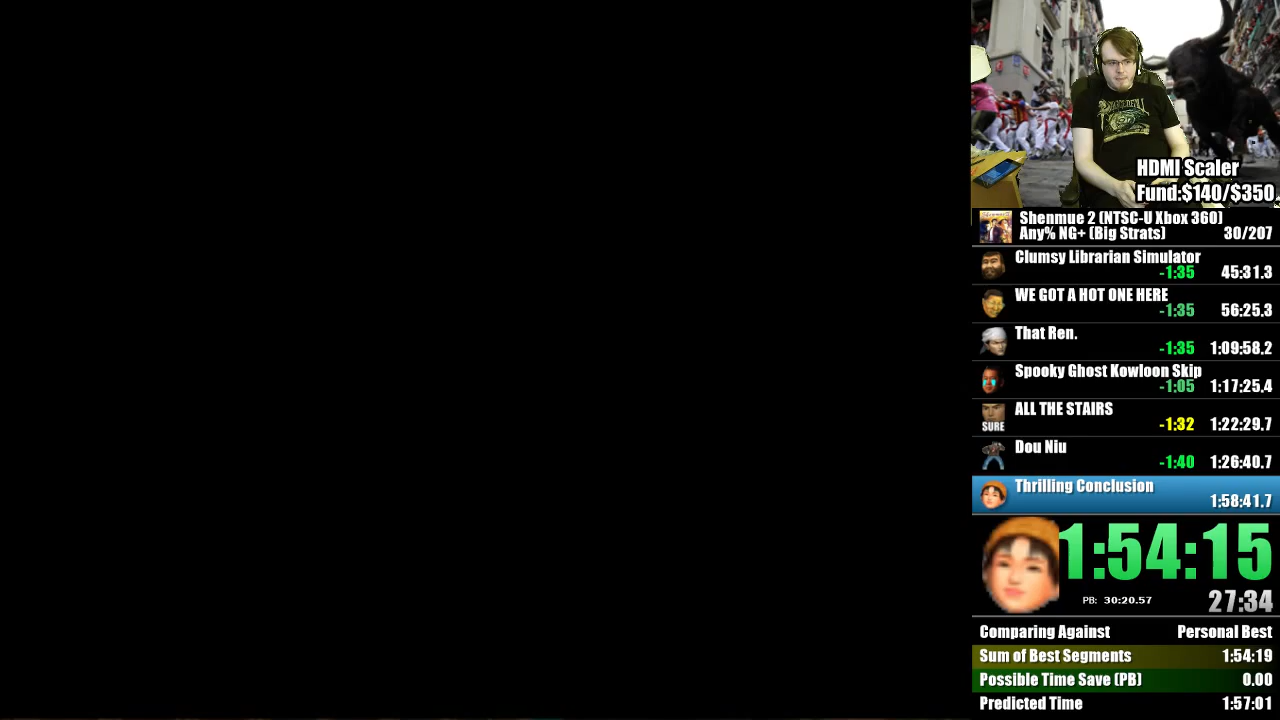 HDMI Scaler
Fund:$140/$350
Shenmue 2 (NTSC-U Xbox 360)
Any% NG+ (Big Strats) 30/207
Clumsy Librarian Simulator
-1:35 45:31.3
WE GOT A HOT ONE HERE
-1:35 56:25.3
That Ren.
-1:35 1:09:58.2
Spooky Ghost Kowloon Skip
-1:05 1:17:25.4
ALL THE STAIRS
SURE -1:32 1:22:29.7
Dou Niu
-1:40 1:26:40.7
Thrilling Conclusion
1:58:41.7
1:54:15
PB: 30:20.57 27:34
Comparing Against Personal Best
Sum of Best Segments 1:54:19
Possible Time Save (PB) 0.00
Predicted Time 1:57:01